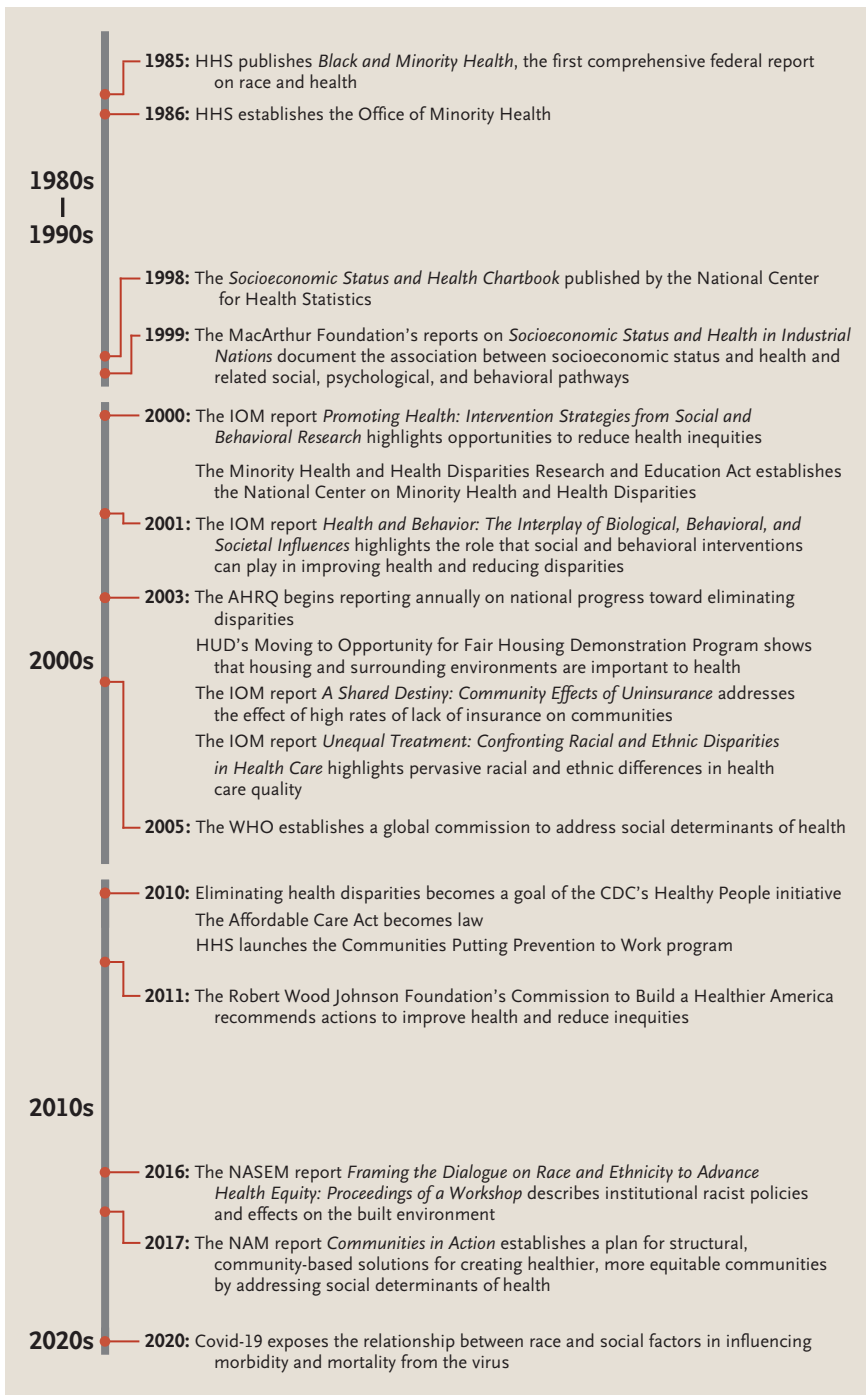 1985: HHS publishes Black and Minority Health, the first comprehensive federal report
on race and health
1986: HHS establishes the Office of Minority Health
1980s
1990s
1998: The Socioeconomic Status and Health Chartbook published by the National Center
for Health Statistics
1999: The MacArthur Foundation's reports on Socioeconomic Status and Health in Industrial
Nations document the association between socioeconomic status and health and
related social, psychological, and behavioral pathways
2000: The IOM report Promoting Health: Intervention Strategies from Social and
Behavioral Research highlights opportunities to reduce health inequities
The Minority Health and Health Disparities Research and Education Act establishes
the National Center on Minority Health and Health Disparities
2001: The IOM report Health and Behavior: The Interplay of Biological, Behavioral, and
Societal Influences highlights the role that social and behavioral interventions
can play in improving health and reducing disparities
2003: The AHRQ begins reporting annually on national progress toward eliminating
disparities
HUD's Moving to Opportunity for Fair Housing Demonstration Program shows
that housing and surrounding environments are important to health
2000s
The IOM report A Shared Destiny: Community Effects of Uninsurance addresses
the effect of high rates of lack of insurance on communities
The IOM report Unequal Treatment: Confronting Racial and Ethnic Disparities
in Health Care highlights pervasive racial and ethnic differences in health
care quality
2005: The WHO establishes a global commission to address social determinants of health
2010: Eliminating health disparities becomes a goal of the CDC's Healthy People initiative
The Affordable Care Act becomes law
HHS launches the Communities Putting Prevention to Work program
2011: The Robert Wood Johnson Foundation's Commission to Build a Healthier America
recommends actions to improve health and reduce inequities
2010s
2016: The NASEM report Framing the Dialogue on Race and Ethnicity to Advance
Health Equity: Proceedings of a Workshop describes institutional racist policies
and effects on the built environment
2017: The NAM report Communities in Action establishes a plan for structural,
community-based solutions for creating healthier, more equitable communities
by addressing social determinants of health
2020s
2020: Covid-19 exposes the relationship between race and social factors in influencing
morbidity and mortality from the virus